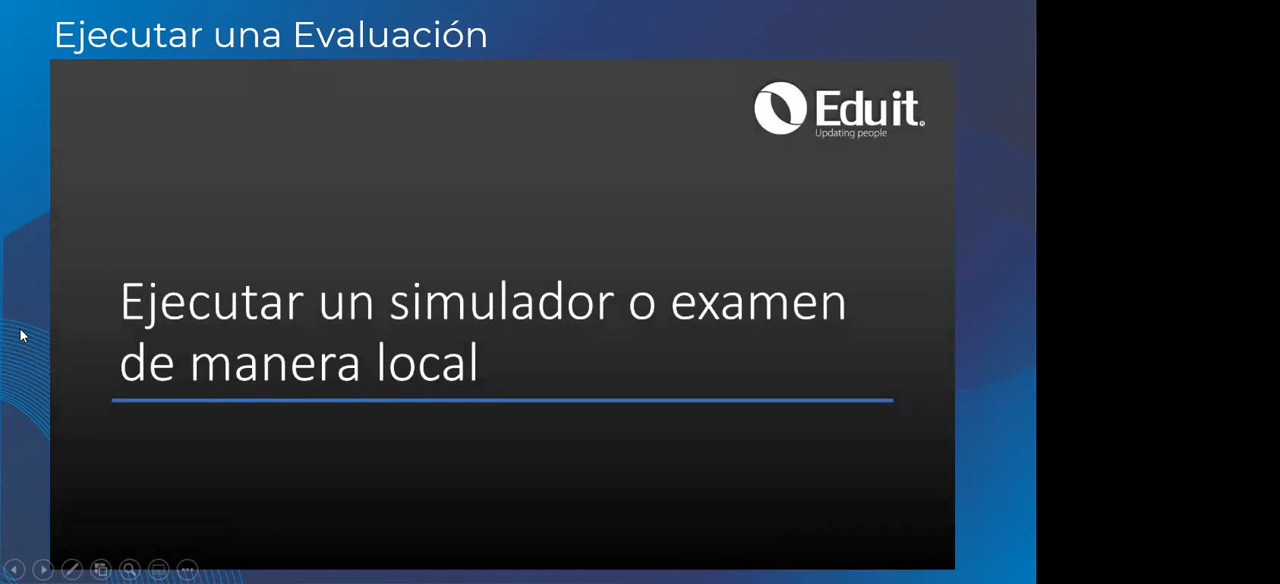 Ejecutar una Evaluación
Eduit
Updating people
Ejecutar un simulador o examen
de manera local